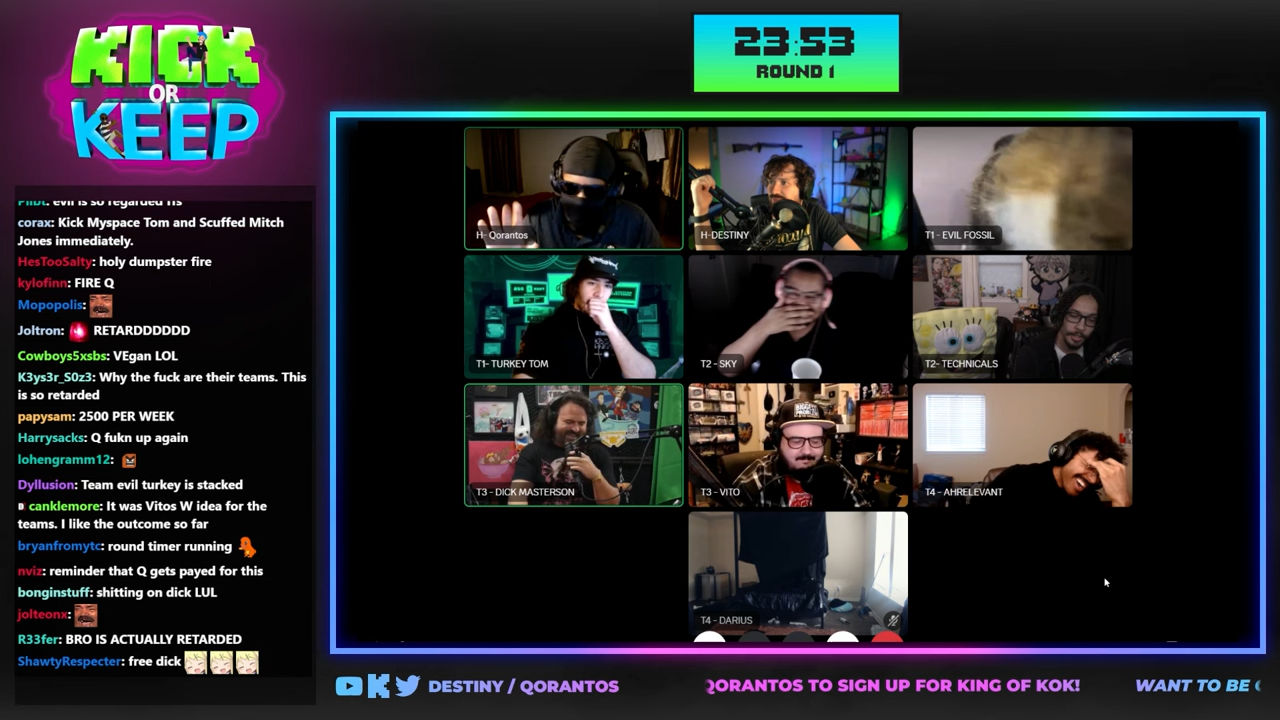 KICK
OR
KEEP
23:53
ROUND 1
Pilbt: evil is so regarded tls
corax: Kick Myspace Tom and Scuffed Mitch
Jones immediately.
HesTooSalty: holy dumpster fire
kylofinn: FIRE Q
Mopopolis:
Joltron: RETARDDDDDD
Cowboys5xsbs: VEgan LOL
K3ys3r_S0z3: Why the fuck are their teams. This
is so retarded
papysam: 2500 PER WEEK
Harrysacks: Q fukn up again
lohengramm12:
Dyllusion: Team evil turkey is stacked
canklemore: It was Vitos W idea for the
teams. I like the outcome so far
bryanfromytc: round timer running
nviz: reminder that Q gets payed for this
bonginstuff: shitting on dick LUL
jolteonx:
R33fer: BRO IS ACTUALLY RETARDED
ShawtyRespecter: free dick
H- Qorantos
H-DESTINY
T1 - EVIL FOSSIL
T1- TURKEY TOM
T2 - SKY
T2- TECHNICALS
T3 - DICK MASTERSON
T3 - VITO
T4 - AHRELEVANT
T4 - DARIUS
DESTINY / QORANTOS
QORANTOS TO SIGN UP FOR KING OF KOK!
WANT TO BE